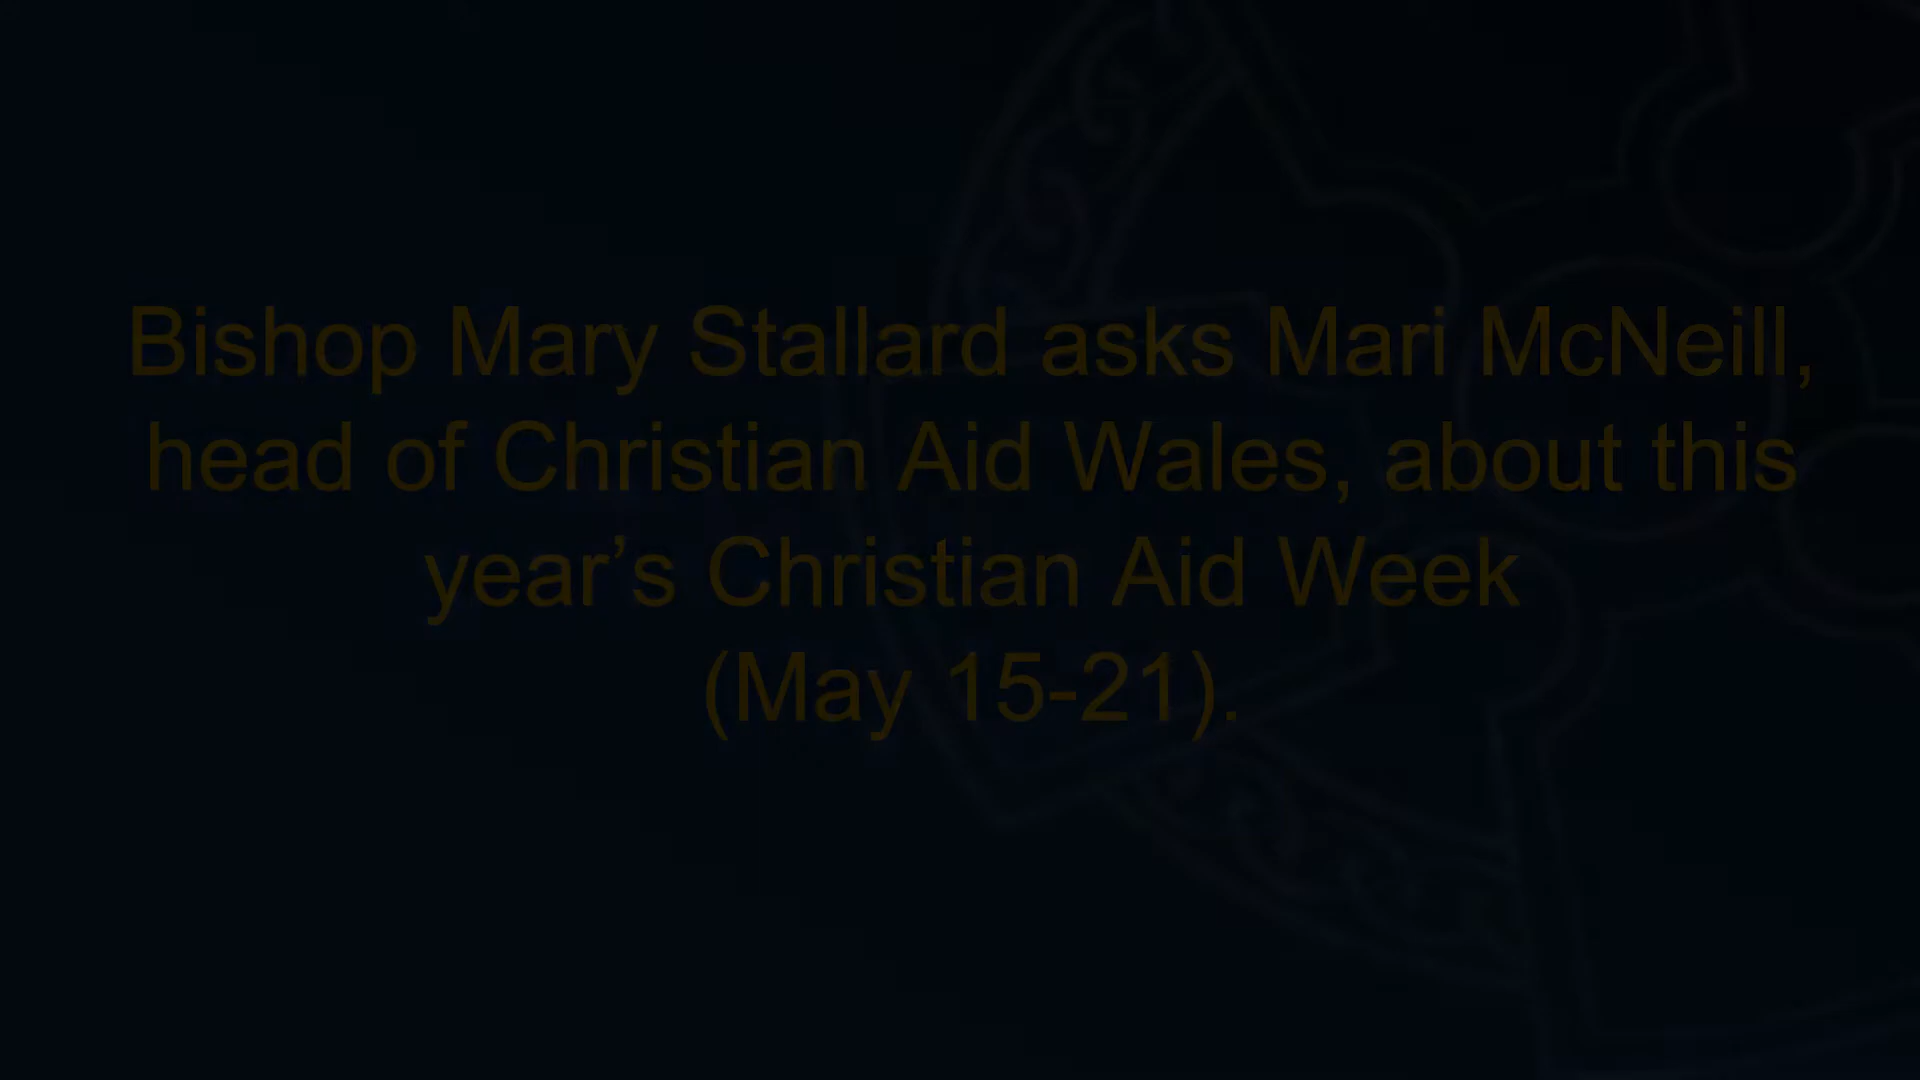 Bishop Mary Stallard asks Mari McNeill,
head of Christian Aid Wales, about this
year’s Christian Aid Week
(May 15-21).